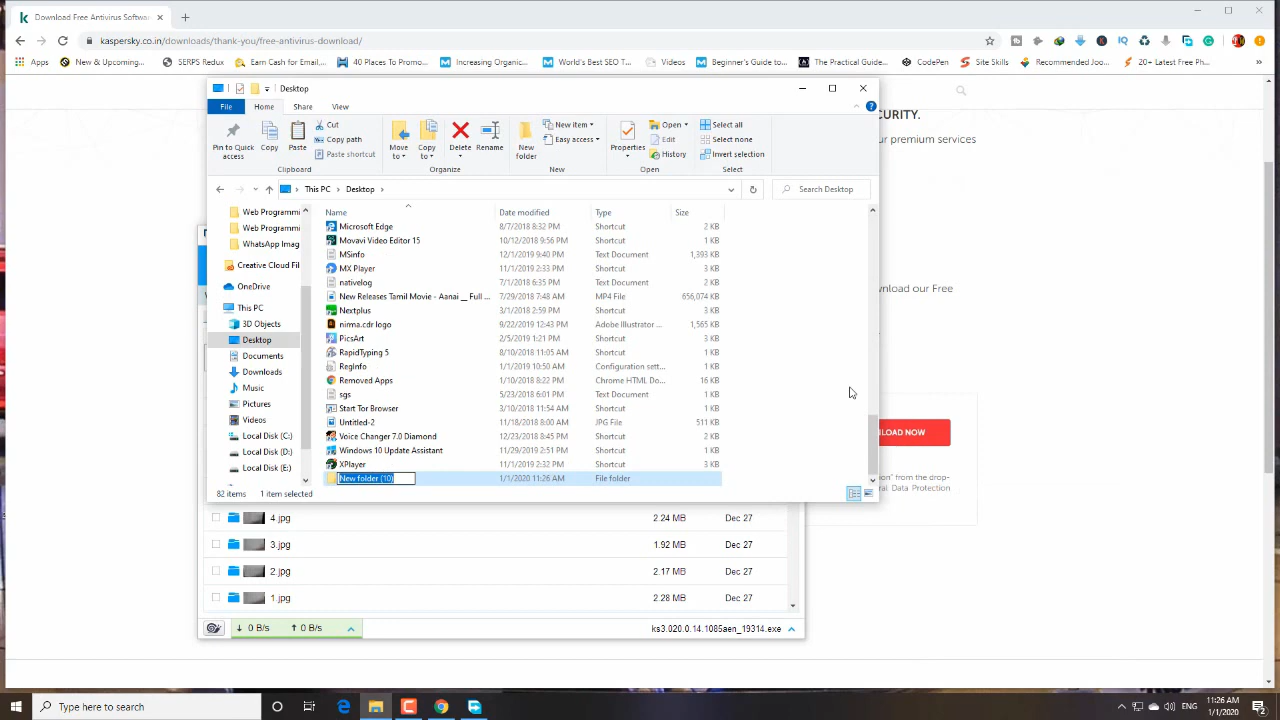 Download Free Antivirus Softwa
kaspersky.co.in/downloads/thank-you/free-antivirus-download/
Apps New & Upcoming... SERPS Redux Earn Cash for Email,... 40 Places To Promo... Increasing Organic... World's Best SEO T... Videos Beginner's Guide to... The Practical Guide... CodePen Site Skills Recommended Joo... 20+ Latest Free Ph...
Desktop
File Home Share View
Pin to Quick access
Copy
Paste
Cut
Copy path
Paste shortcut
Clipboard
Move to
Copy to
Delete
Rename
Organize
New folder
New item
Easy access
New
Properties
Open
Edit
History
Open
Select all
Select none
Invert selection
Select
This PC Desktop
Search Desktop
Name Date modified Type Size
Microsoft Edge 8/7/2018 8:32 PM Shortcut 2 KB
Movavi Video Editor 15 10/12/2018 9:56 PM Shortcut 1 KB
MSinfo 12/1/2019 9:40 PM Text Document 1,393 KB
MX Player 11/1/2019 2:33 PM Shortcut 3 KB
nativelog 7/1/2018 6:35 PM Text Document 2 KB
New Releases Tamil Movie - Aanai __ Full ... 7/29/2018 7:48 AM MP4 File 656,074 KB
Nextplus 3/1/2018 2:59 PM Shortcut 3 KB
nirma.cdr logo 9/22/2019 12:43 PM Adobe Illustrator ... 1,565 KB
PicsArt 2/5/2019 1:21 PM Shortcut 3 KB
RapidTyping 5 8/10/2018 11:05 AM Shortcut 1 KB
RegInfo 1/1/2019 10:50 AM Configuration sett... 1 KB
Removed Apps 1/10/2018 8:22 PM Chrome HTML Do... 16 KB
sgs 5/23/2018 6:01 PM Text Document 1 KB
Start Tor Browser 3/10/2018 11:54 AM Shortcut 1 KB
Untitled-2 11/18/2018 8:00 AM JPG File 511 KB
Voice Changer 7.0 Diamond 12/23/2018 8:45 PM Shortcut 2 KB
Windows 10 Update Assistant 11/29/2019 2:51 PM Shortcut 1 KB
XPlayer 11/1/2019 2:32 PM Shortcut 3 KB
New folder (10) 1/1/2020 11:26 AM File folder
Web Programmi
Web Programmi
WhatsApp Imag
Creative Cloud Fil
OneDrive
This PC
3D Objects
Desktop
Documents
Downloads
Music
Pictures
Videos
Local Disk (C:)
Local Disk (D:)
Local Disk (E:)
82 items 1 item selected
CURITY.
ur premium services
wnload our Free
LOAD NOW
ion" from the drop-
ral Data Protection
4.jpg 2.24 MB Dec 27
3.jpg 1.92 MB Dec 27
2.jpg 2.17 MB Dec 27
1.jpg 2.28 MB Dec 27
↓ 0 B/s ↑ 0 B/s ks3.020.0.14.1085aen_19314.exe
Type here to search
ENG
11:26 AM
1/1/2020
2